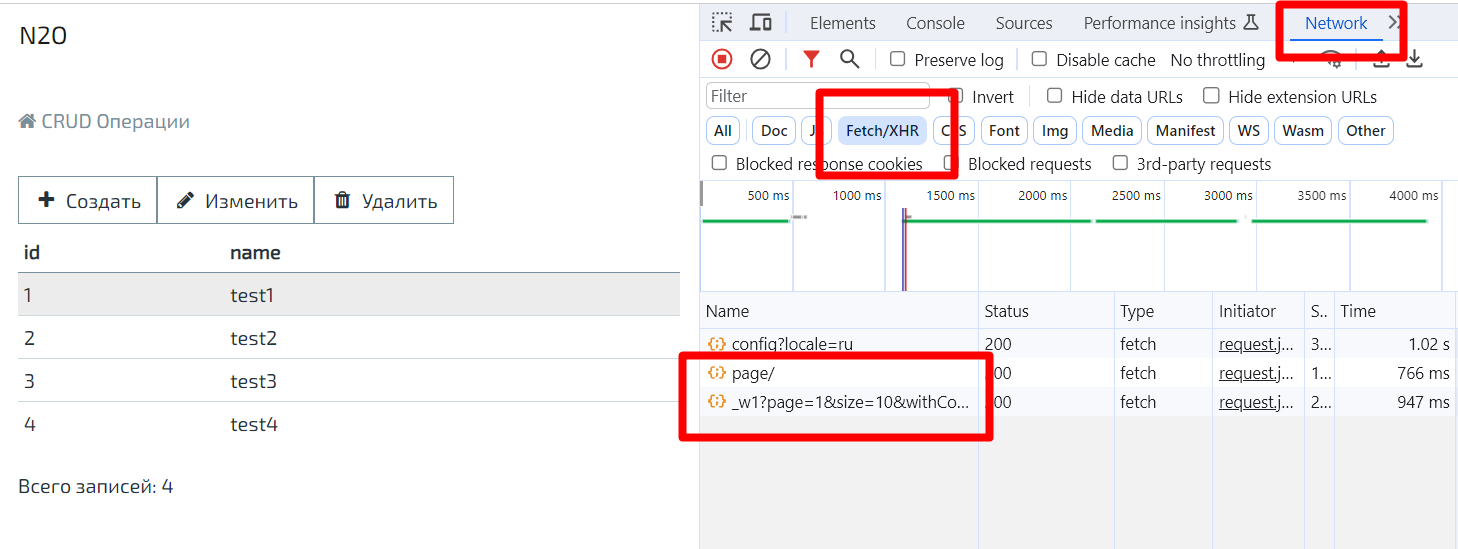 N2O
CRUD Операции
Создать Изменить Удалить
id name
1 test1
2 test2
3 test3
4 test4
Всего записей: 4
Elements Console Sources Performance insights Network
Preserve log Disable cache No throttling
Filter Invert Hide data URLs Hide extension URLs
All Doc Fetch/XHR Font Img Media Manifest WS Wasm Other
Blocked response cookies Blocked requests 3rd-party requests
500 ms 1000 ms 1500 ms 2000 ms 2500 ms 3000 ms 3500 ms 4000 ms
Name Status Type Initiator S.. Time
config?locale=ru 200 fetch request.j... 3... 1.02 s
page/ fetch request.j... 1... 766 ms
_w1?page=1&size=10&withCo... fetch request.j... 2... 947 ms